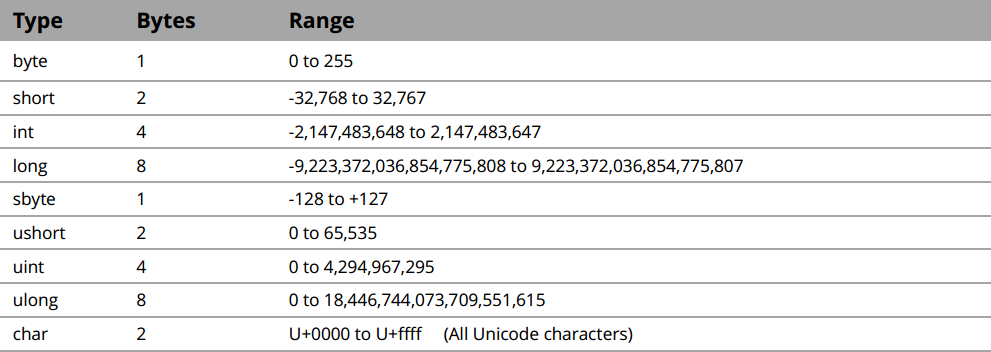 Type Bytes Range
byte 1 0 to 255
short 2 -32,768 to 32,767
int 4 -2,147,483,648 to 2,147,483,647
long 8 -9,223,372,036,854,775,808 to 9,223,372,036,854,775,807
sbyte 1 -128 to +127
ushort 2 0 to 65,535
uint 4 0 to 4,294,967,295
ulong 8 0 to 18,446,744,073,709,551,615
char 2 U+0000 to U+ffff (All Unicode characters)